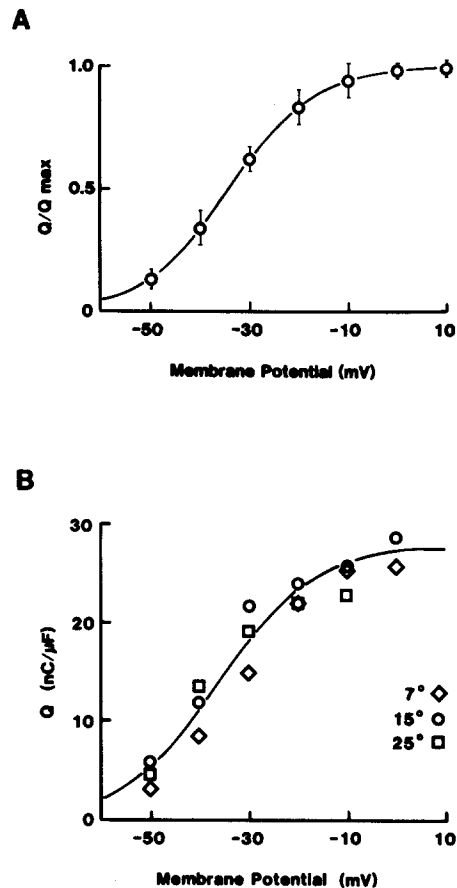 A
1.0
0.5
0
Q/Q max
-50 -30 -10 10
Membrane Potential (mV)
B
30
20
10
0
Q (nC/µF)
7° ◇
15° ○
25° □
-50 -30 -10 10
Membrane Potential (mV)